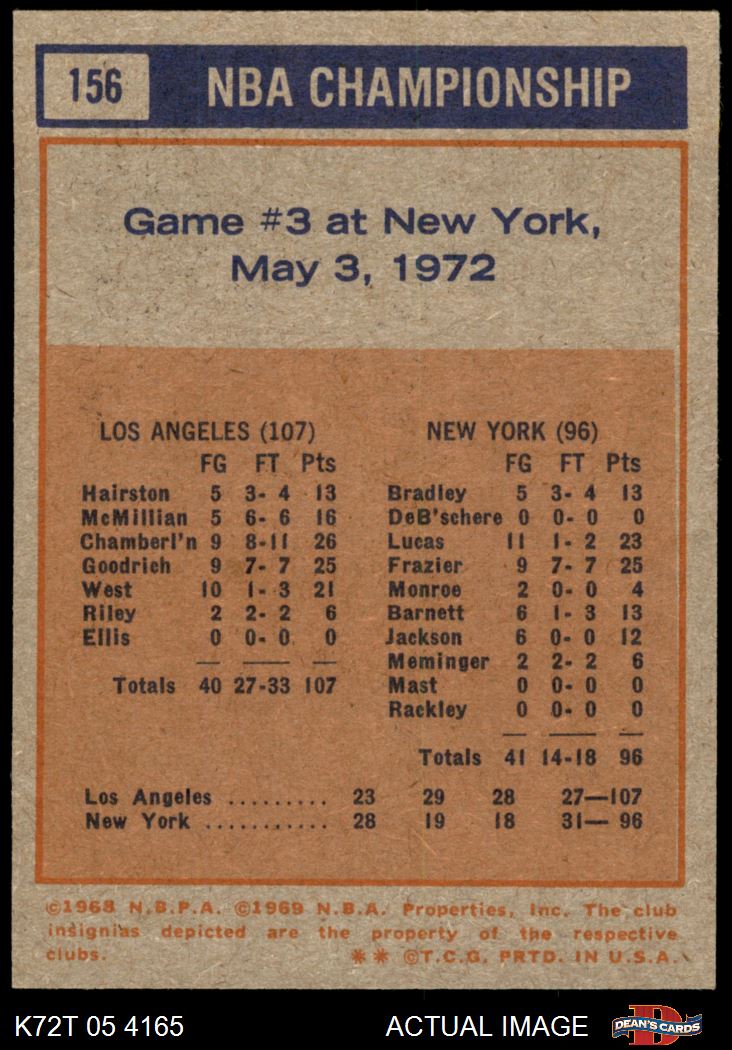 156 NBA CHAMPIONSHIP
Game #3 at New York,
May 3, 1972
LOS ANGELES (107)
FG FT Pts
Hairston 5 3- 4 13
McMillian 5 6- 6 16
Chamberl'n 9 8-11 26
Goodrich 9 7- 7 25
West 10 1- 3 21
Riley 2 2- 2 6
Ellis 0 0- 0 0
Totals 40 27-33 107
NEW YORK (96)
FG FT Pts
Bradley 5 3- 4 13
DeB'schere 0 0- 0 0
Lucas 11 1- 2 23
Frazier 9 7- 7 25
Monroe 2 0- 0 4
Barnett 6 1- 3 13
Jackson 6 0- 0 12
Meminger 2 2- 2 6
Mast 0 0- 0 0
Rackley 0 0- 0 0
Totals 41 14-18 96
Los Angeles ......... 23 29 28 27—107
New York ........... 28 19 18 31— 96
©1968 N.B.P.A. ©1969 N.B.A. Properties, Inc. The club
insignias depicted are the property of the respective
clubs. ** ©T.C.G. PRTD. IN U.S.A.
K72T 05 4165 ACTUAL IMAGE D DEAN'S CARDS